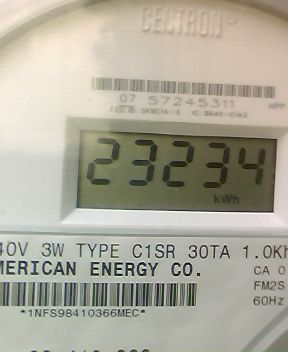 CENTRON
07 57245311
23234
kWh
40V 3W TYPE C1SR 30TA 1.0K
MERICAN ENERGY CO.
CA 0
FM2S
60Hz
*1NFS98410366MEC*